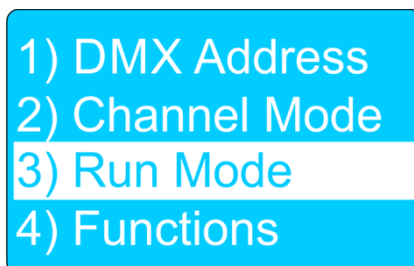 1) DMX Address
2) Channel Mode
3) Run Mode
4) Functions